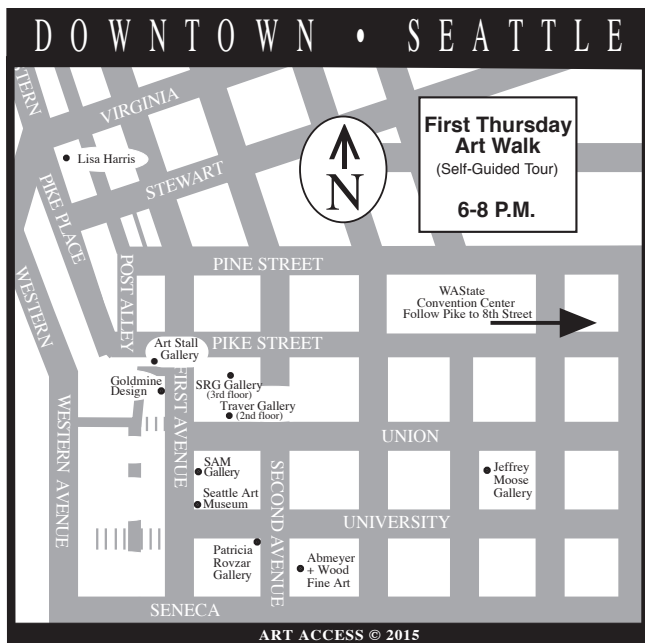 DOWNTOWN • SEATTLE
TERN
VIRGINIA
First Thursday
Art Walk
(Self-Guided Tour)
6-8 P.M.
Lisa Harris
STEWART
N
PIKE PLACE
WESTERN
POST ALLEY
PINE STREET
WAState
Convention Center
Follow Pike to 8th Street
Art Stall
Gallery
PIKE STREET
Goldmine
Design
FIRST AVENUE
SRG Gallery
(3rd floor)
Traver Gallery
(2nd floor)
WESTERN AVENUE
UNION
SAM
Gallery
Seattle Art
Museum
SECOND AVENUE
Jeffrey
Moose
Gallery
UNIVERSITY
Patricia
Rovzar
Gallery
Abmeyer
+ Wood
Fine Art
SENECA
ART ACCESS © 2015